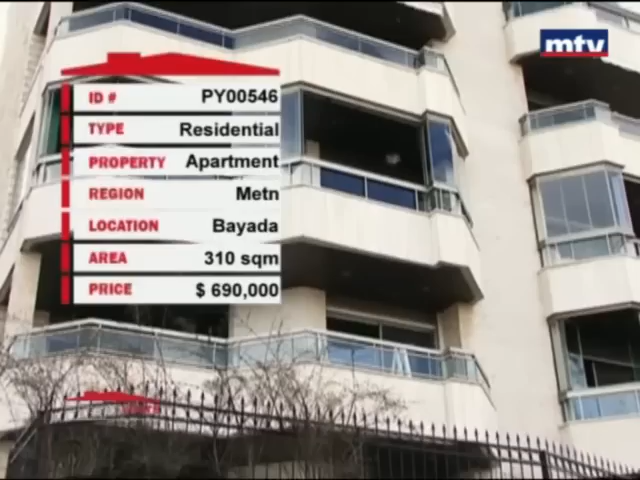 mtv
ID # PY00546
TYPE Residential
PROPERTY Apartment
REGION Metn
LOCATION Bayada
AREA 310 sqm
PRICE $ 690,000